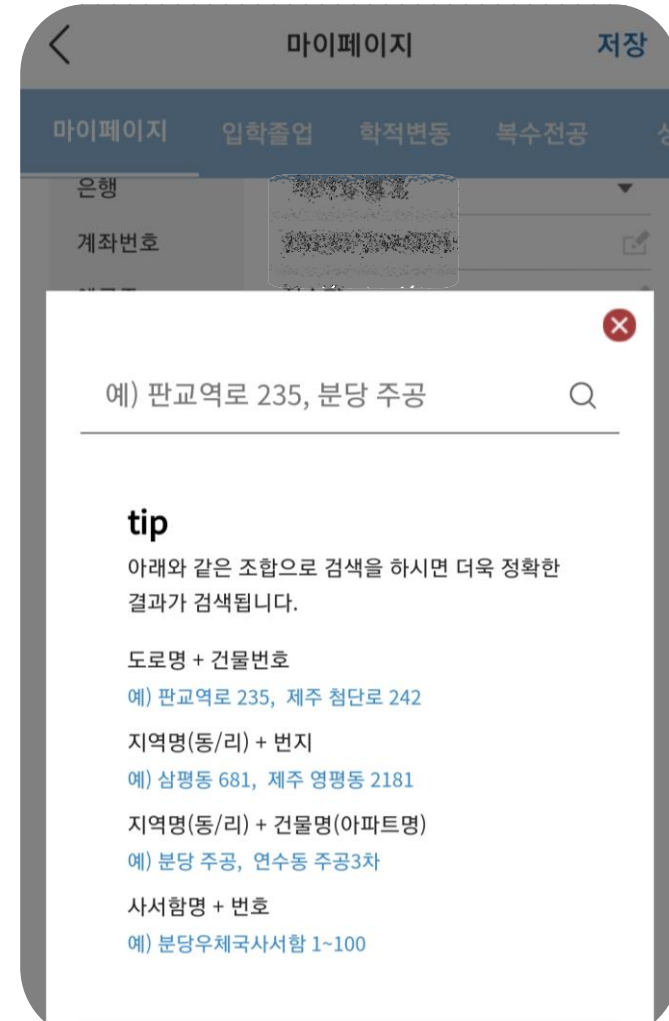 마이페이지
저장
마이페이지 입학졸업 학적변동 복수전공
은행
계좌번호
예) 판교역로 235, 분당 주공
tip
아래와 같은 조합으로 검색을 하시면 더욱 정확한
결과가 검색됩니다.
도로명 + 건물번호
예) 판교역로 235, 제주 첨단로 242
지역명(동/리) + 번지
예) 삼평동 681, 제주 영평동 2181
지역명(동/리) + 건물명(아파트명)
예) 분당 주공, 연수동 주공3차
사서함명 + 번호
예) 분당우체국사서함 1~100